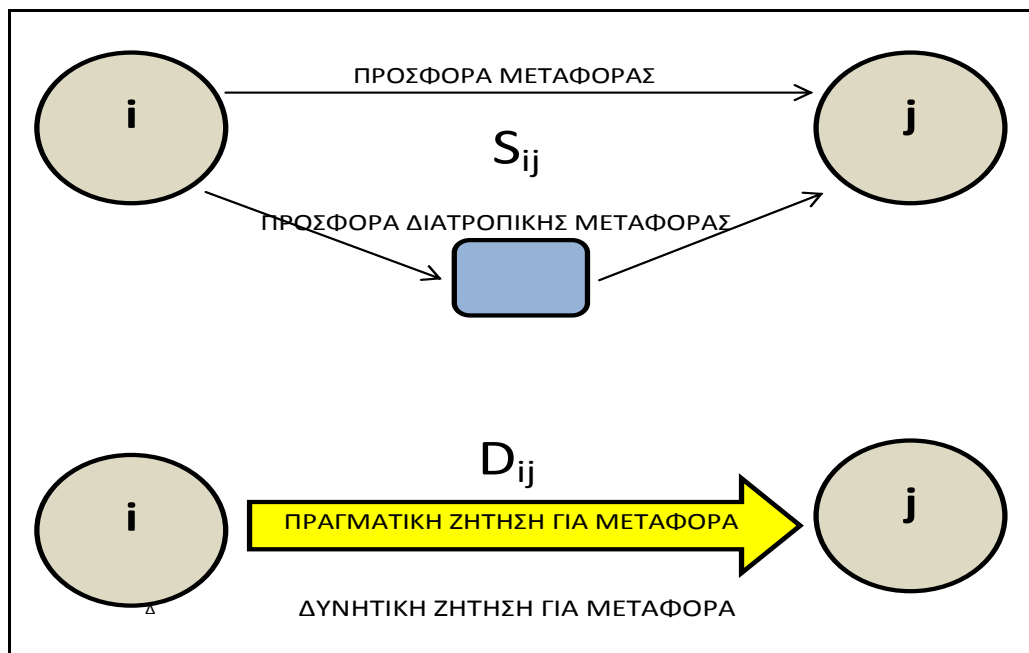 ΠΡΟΣΦΟΡΑ ΜΕΤΑΦΟΡΑΣ
i
j
Sij
ΠΡΟΣΦΟΡΑ ΔΙΑΤΡΟΠΙΚΗΣ ΜΕΤΑΦΟΡΑΣ
Dij
i
j
ΠΡΑΓΜΑΤΙΚΗ ΖΗΤΗΣΗ ΓΙΑ ΜΕΤΑΦΟΡΑ
Δ
ΔΥΝΗΤΙΚΗ ΖΗΤΗΣΗ ΓΙΑ ΜΕΤΑΦΟΡΑ